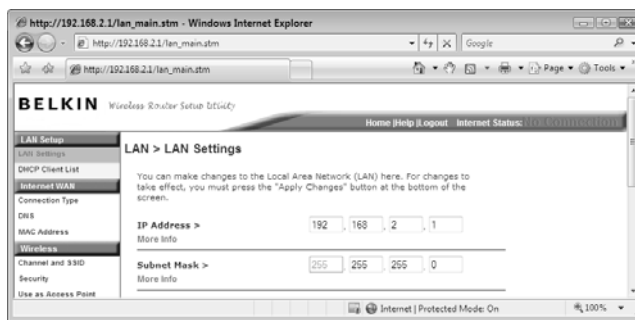 http://192.168.2.1/lan_main.stm - Windows Internet Explorer
http://192.168.2.1/lan_main.stm
Google
http://192.168.2.1/lan_main.stm
Page
Tools
BELKIN Wireless Router Setup Utility
Home |Help |Logout Internet Status: No Connection
LAN Setup
LAN Settings
DHCP Client List
Internet WAN
Connection Type
DNS
MAC Address
Wireless
Channel and SSID
Security
Use as Access Point
LAN > LAN Settings
You can make changes to the Local Area Network (LAN) here. For changes to
take effect, you must press the "Apply Changes" button at the bottom of the
screen.
IP Address > 192 . 168 . 2 . 1
More Info
Subnet Mask > 255 . 255 . 255 . 0
More Info
Internet | Protected Mode: On
100%